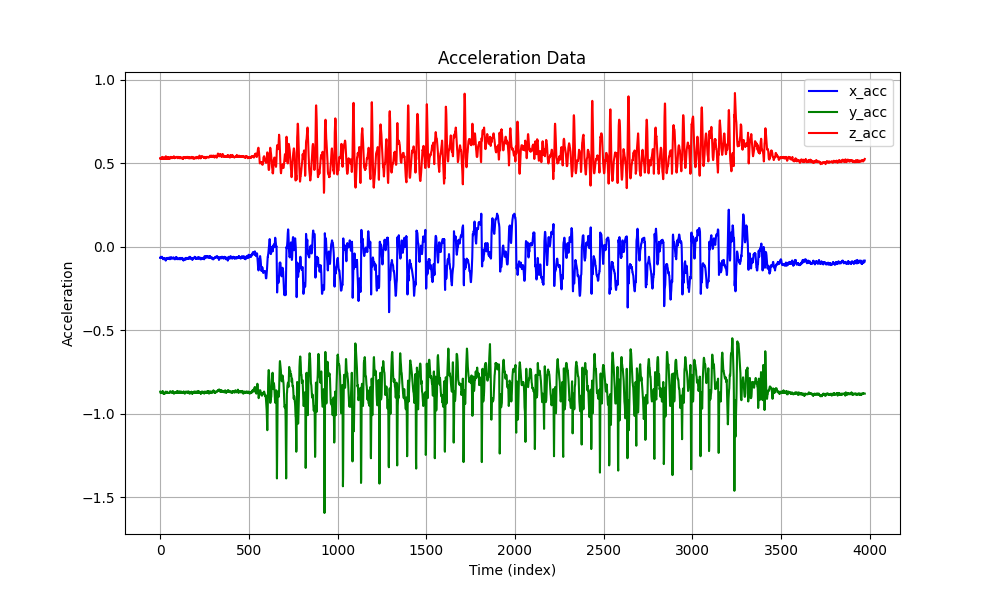 Acceleration Data
1.0
0.5
0.0
−0.5
−1.0
−1.5
Acceleration
x_acc
y_acc
z_acc
0 500 1000 1500 2000 2500 3000 3500 4000
Time (index)